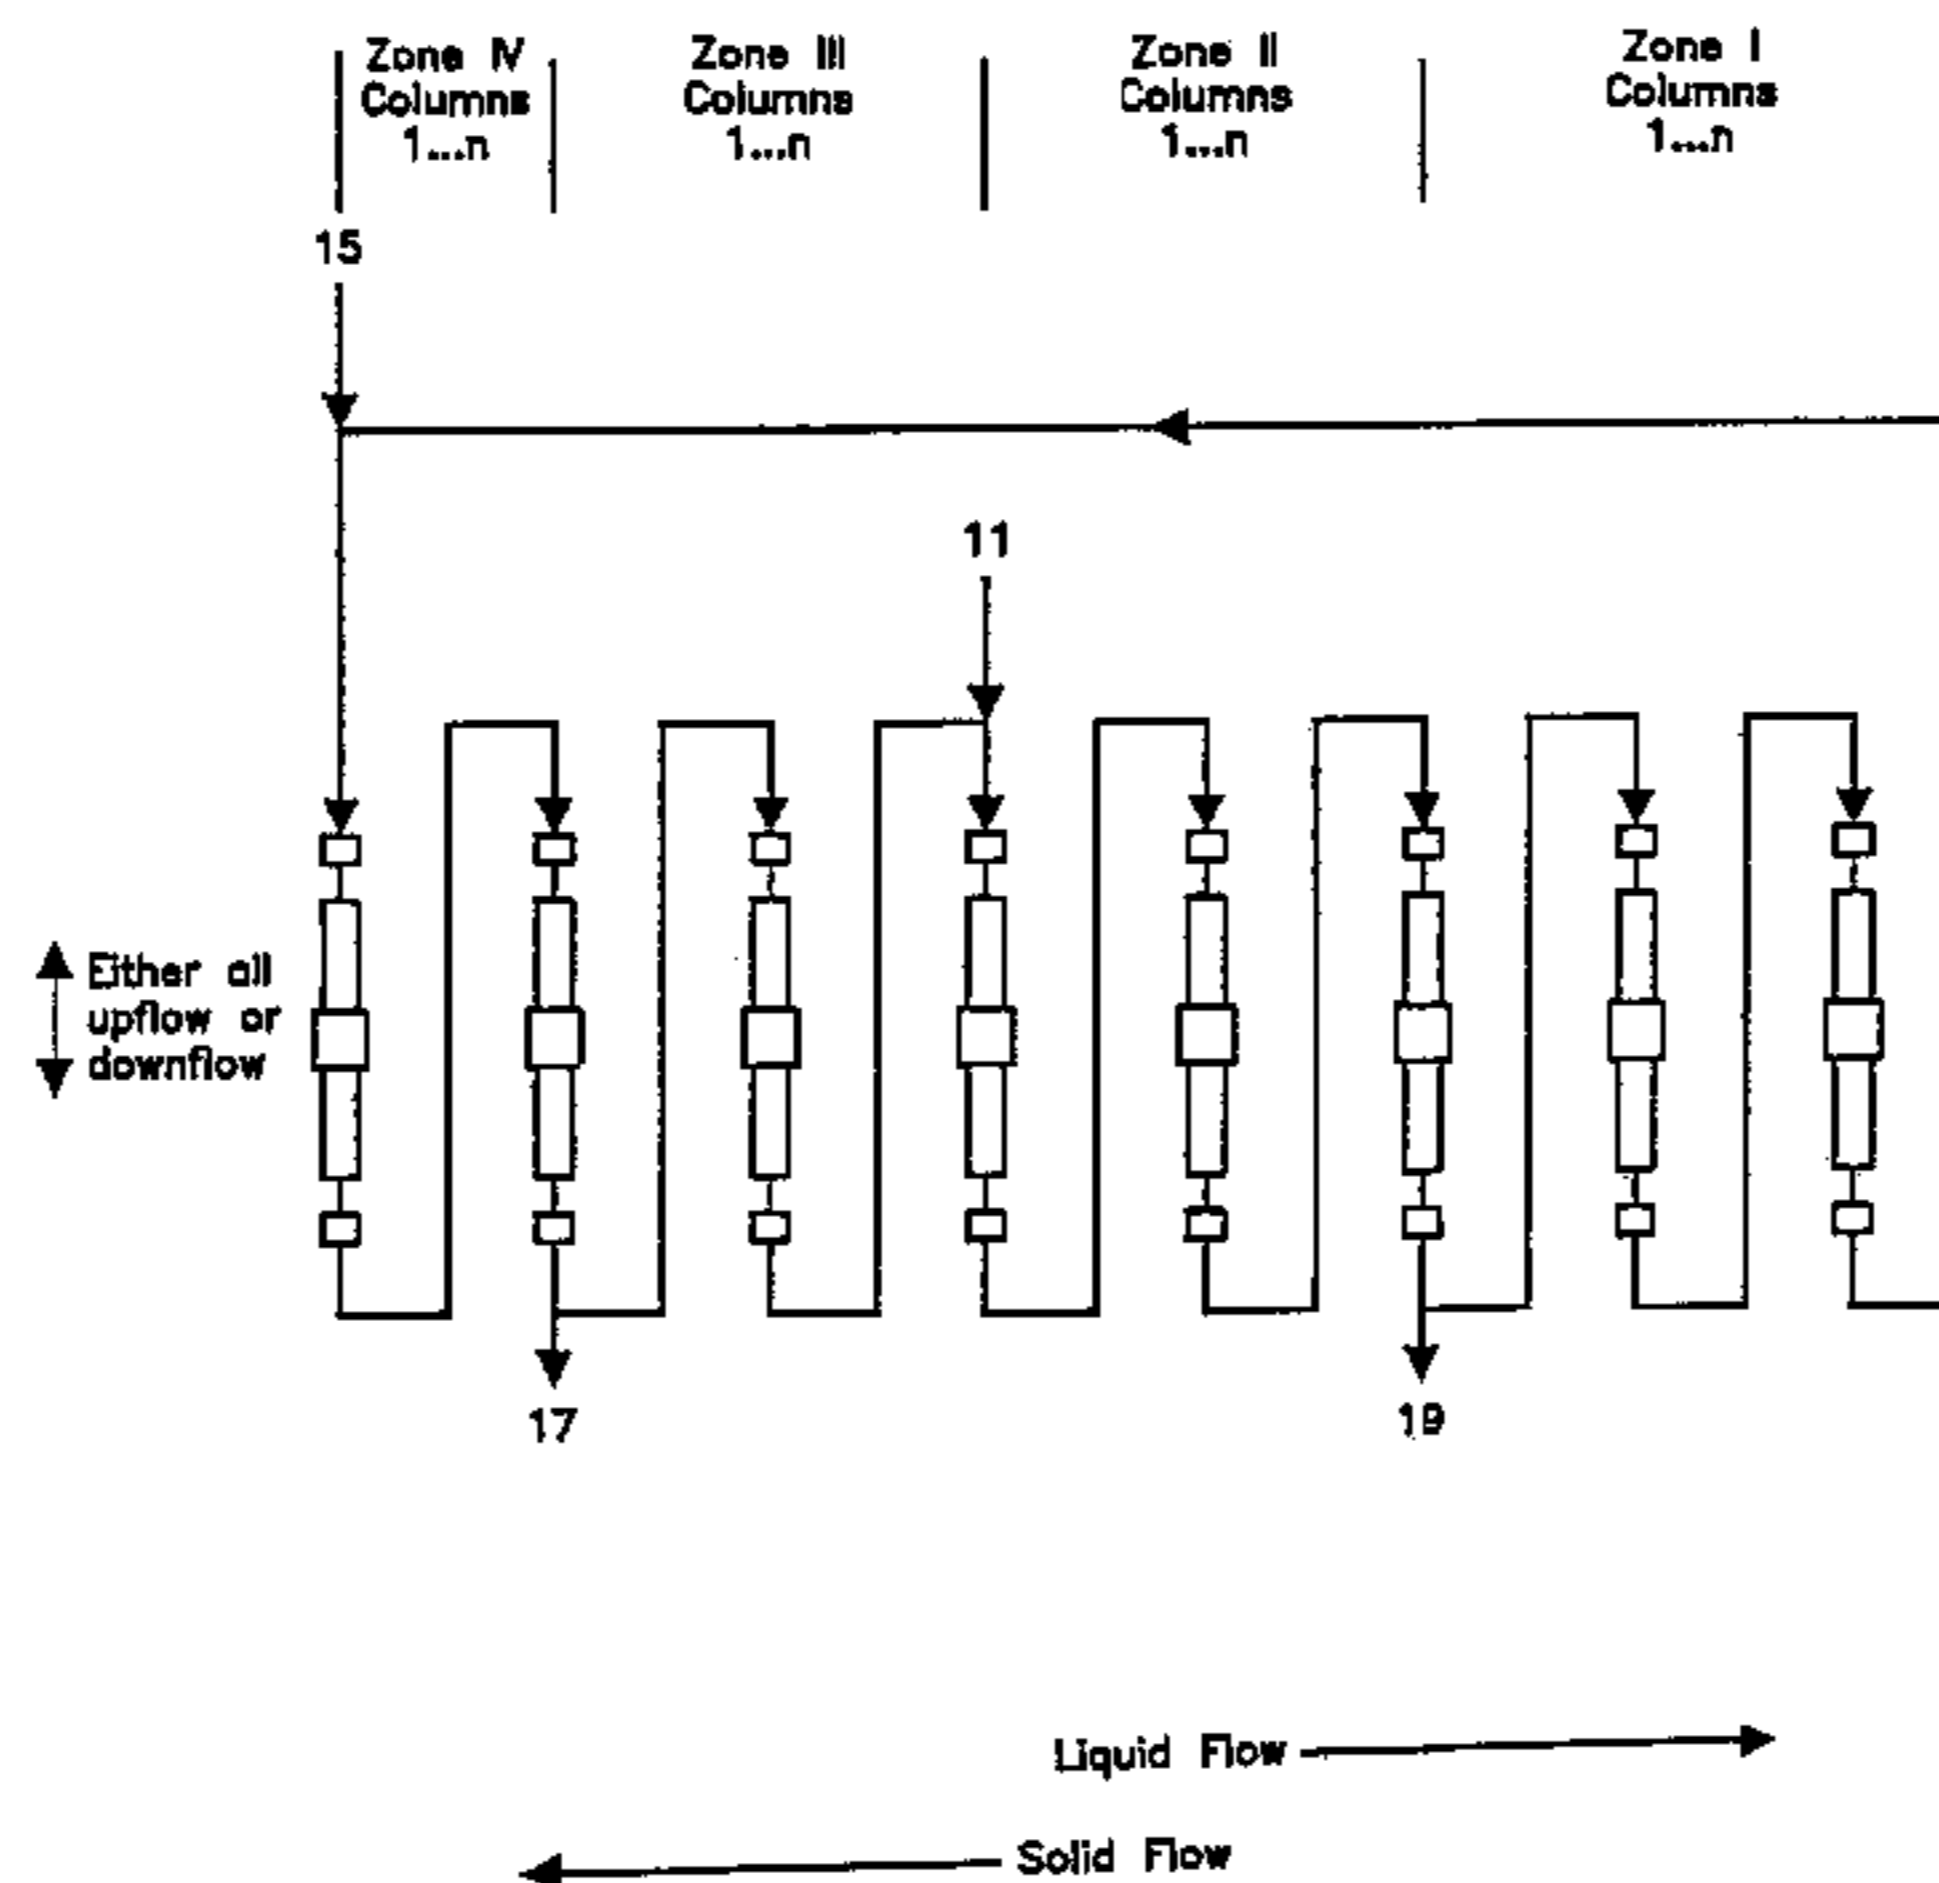 Zone IV
Columns
1...n
Zone III
Columns
1...n
Zone II
Columns
1...n
Zone I
Columns
1...n
15
11
Either all
upflow or
downflow
17
19
Liquid Flow
Solid Flow